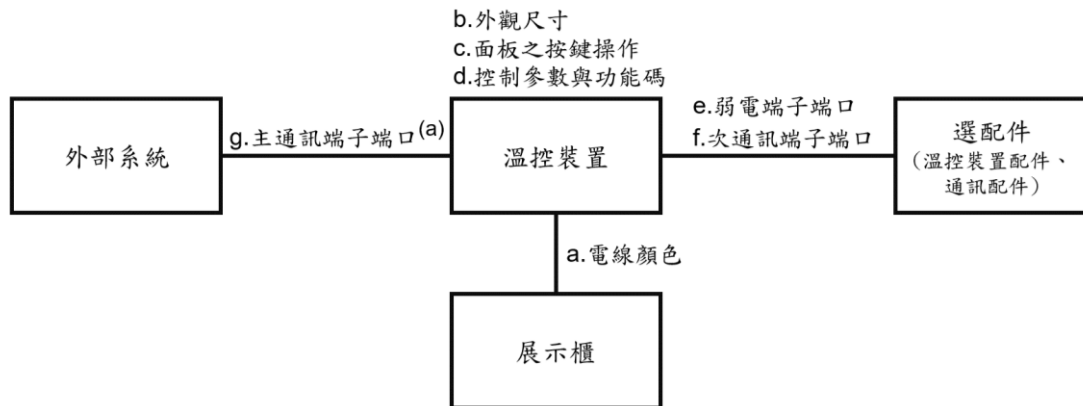 b.外觀尺寸
c.面板之按鍵操作
d.控制參數與功能碼
外部系統
g.主通訊端子端口(a)
溫控裝置
e.弱電端子端口
f.次通訊端子端口
選配件
(溫控裝置配件、
通訊配件)
a.電線顏色
展示櫃